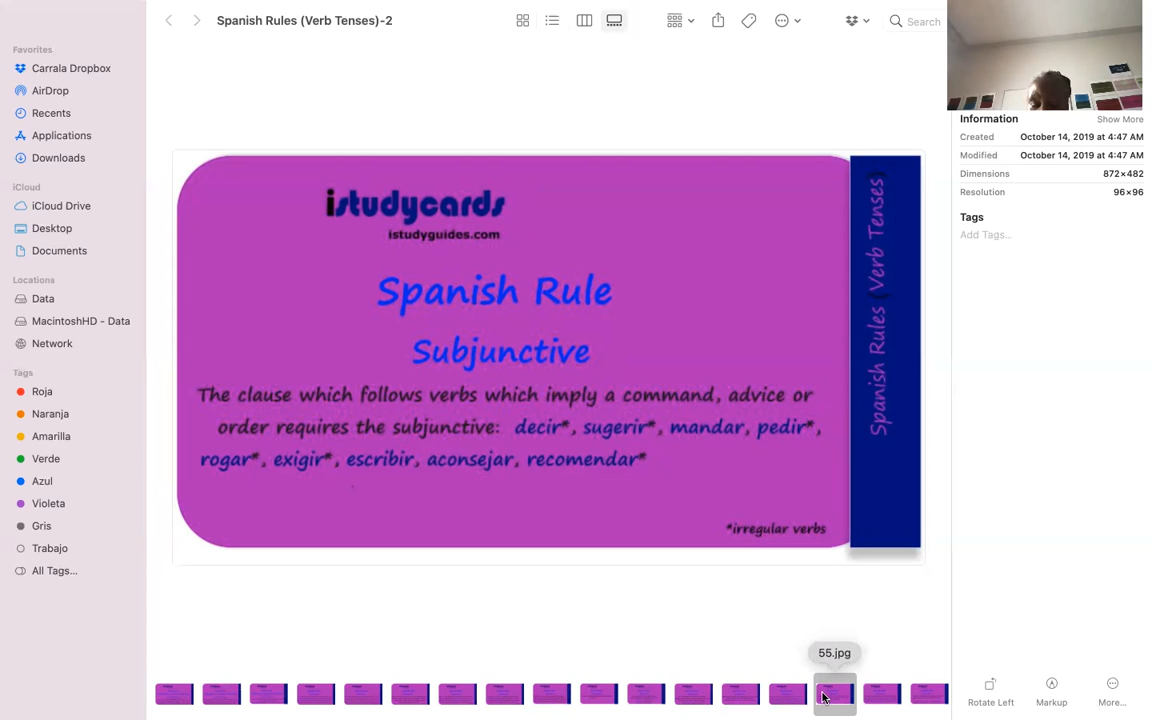 Spanish Rules (Verb Tenses)-2
Search
Favorites
Carrala Dropbox
AirDrop
Recents
Applications
Downloads
iCloud
iCloud Drive
Desktop
Documents
Locations
Data
MacintoshHD - Data
Network
Tags
Roja
Naranja
Amarilla
Verde
Azul
Violeta
Gris
Trabajo
All Tags...
istudycards
istudyguides.com
Spanish Rule
Subjunctive
The clause which follows verbs which imply a command, advice or
order requires the subjunctive: decir*, sugerir*, mandar, pedir*,
rogar*, exigir*, escribir, aconsejar, recomendar*
*irregular verbs
Spanish Rules (Verb Tenses)
55.jpg
Information
Show More
Created October 14, 2019 at 4:47 AM
Modified October 14, 2019 at 4:47 AM
Dimensions 872×482
Resolution 96×96
Tags
Add Tags...
Rotate Left
Markup
More...